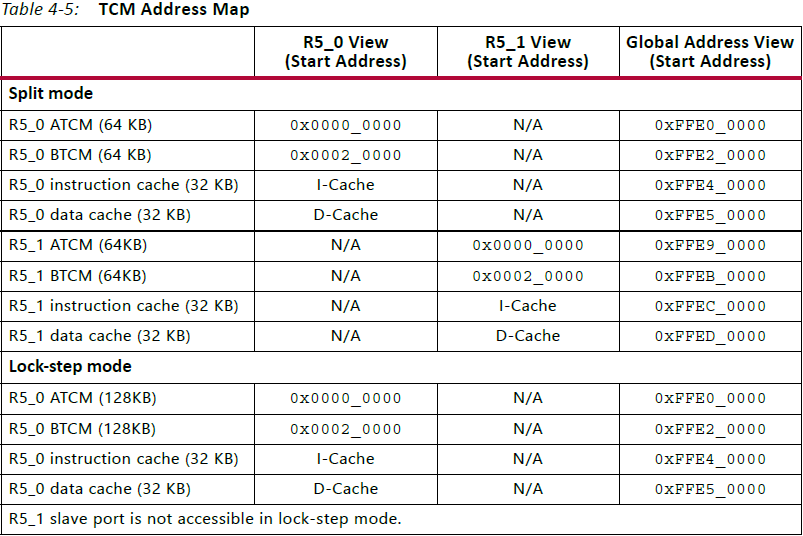 Table 4-5: TCM Address Map
R5_0 View (Start Address) R5_1 View (Start Address) Global Address View (Start Address)
Split mode
R5_0 ATCM (64 KB) 0x0000_0000 N/A 0xFFE0_0000
R5_0 BTCM (64 KB) 0x0002_0000 N/A 0xFFE2_0000
R5_0 instruction cache (32 KB) I-Cache N/A 0xFFE4_0000
R5_0 data cache (32 KB) D-Cache N/A 0xFFE5_0000
R5_1 ATCM (64KB) N/A 0x0000_0000 0xFFE9_0000
R5_1 BTCM (64KB) N/A 0x0002_0000 0xFFEB_0000
R5_1 instruction cache (32 KB) N/A I-Cache 0xFFEC_0000
R5_1 data cache (32 KB) N/A D-Cache 0xFFED_0000
Lock-step mode
R5_0 ATCM (128KB) 0x0000_0000 N/A 0xFFE0_0000
R5_0 BTCM (128KB) 0x0002_0000 N/A 0xFFE2_0000
R5_0 instruction cache (32 KB) I-Cache N/A 0xFFE4_0000
R5_0 data cache (32 KB) D-Cache N/A 0xFFE5_0000
R5_1 slave port is not accessible in lock-step mode.